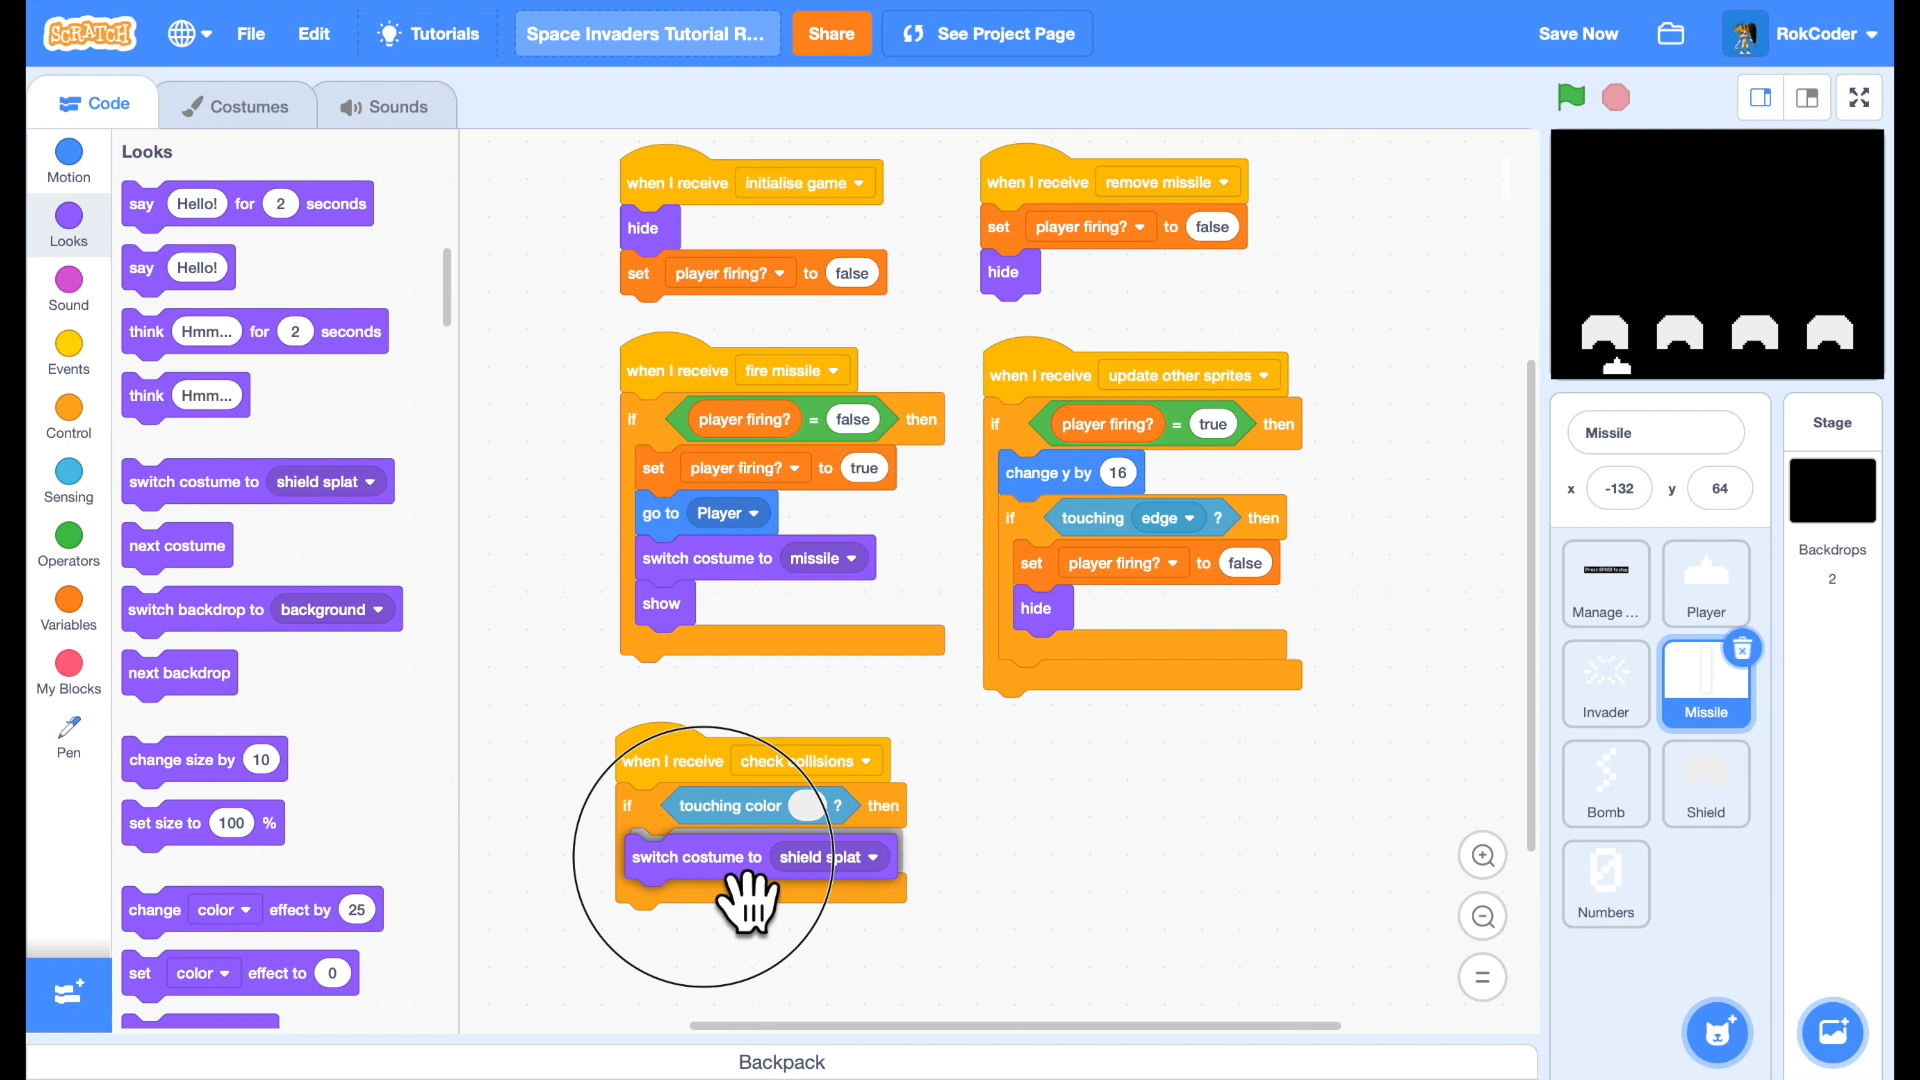 SCRATCH
File
Edit
Tutorials
Space Invaders Tutorial R...
Share
See Project Page
Save Now
RokCoder
Code
Costumes
Sounds
Motion
Looks
Sound
Events
Control
Sensing
Operators
Variables
My Blocks
Pen
Looks
say Hello! for 2 seconds
say Hello!
think Hmm... for 2 seconds
think Hmm...
switch costume to shield splat
next costume
switch backdrop to background
next backdrop
change size by 10
set size to 100 %
change color effect by 25
set color effect to 0
when I receive initialise game
hide
set player firing? to false
when I receive remove missile
set player firing? to false
hide
when I receive fire missile
if player firing? = false then
set player firing? to true
go to Player
switch costume to missile
show
when I receive update other sprites
if player firing? = true then
change y by 16
if touching edge ? then
set player firing? to false
hide
when I receive check collisions
if touching color ? then
switch costume to shield splat
Missile
x -132 y 64
Press SPACE to play
Manage ...
Player
Invader
Missile
Bomb
Shield
Numbers
Stage
Backdrops
2
Backpack